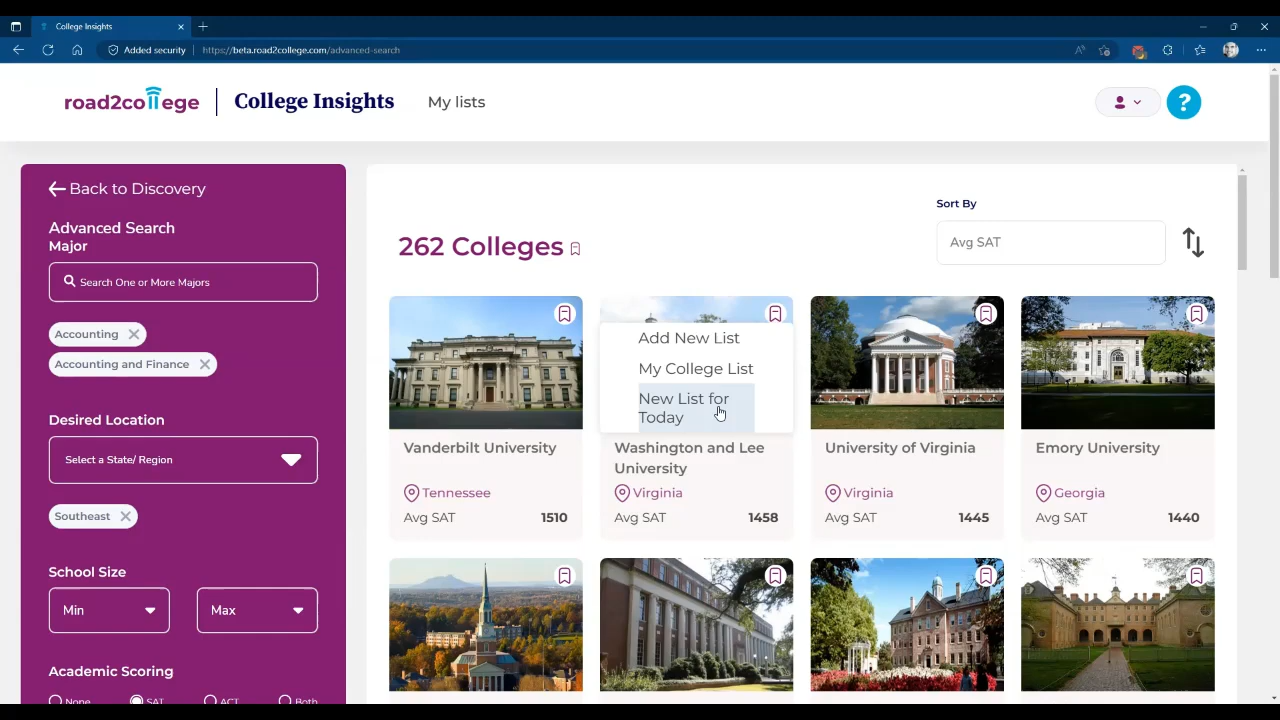 College Insights
Added security
https://beta.road2college.com/advanced-search
road2college
College Insights
My lists
?
Back to Discovery
Advanced Search
Major
Search One or More Majors
Accounting
Accounting and Finance
Desired Location
Select a State/ Region
Southeast
School Size
Min
Max
Academic Scoring
None
SAT
ACT
Both
Sort By
Avg SAT
262 Colleges
Add New List
My College List
New List for
Today
Vanderbilt University
Tennessee
Avg SAT 1510
Washington and Lee
University
Virginia
Avg SAT 1458
University of Virginia
Virginia
Avg SAT 1445
Emory University
Georgia
Avg SAT 1440